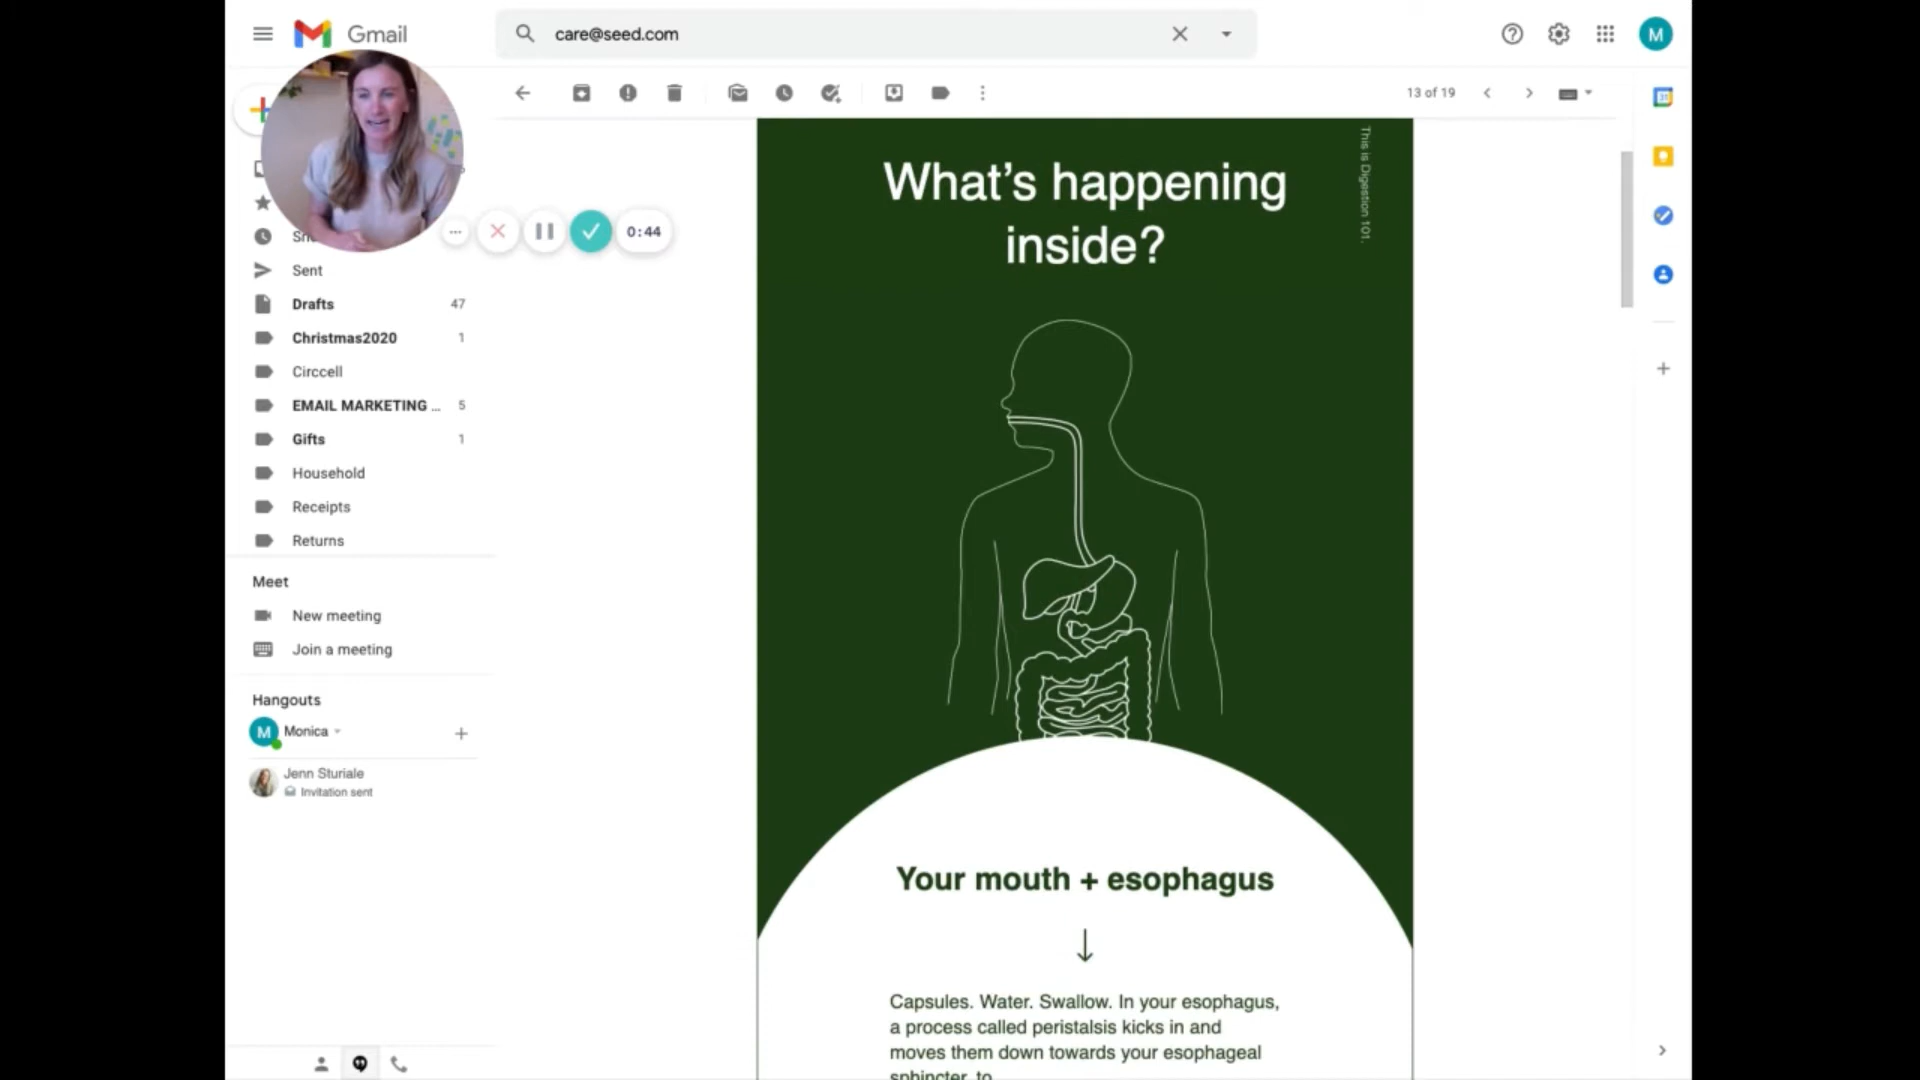 Gmail
care@seed.com
M
13 of 19
31
0:44
Sent
Drafts 47
Christmas2020 1
Circcell
EMAIL MARKETING ... 5
Gifts 1
Household
Receipts
Returns
Meet
New meeting
Join a meeting
Hangouts
M Monica
Jenn Sturiale
Invitation sent
This is Digestion 101.
What's happening
inside?
Your mouth + esophagus
Capsules. Water. Swallow. In your esophagus,
a process called peristalsis kicks in and
moves them down towards your esophageal
sphincter, to